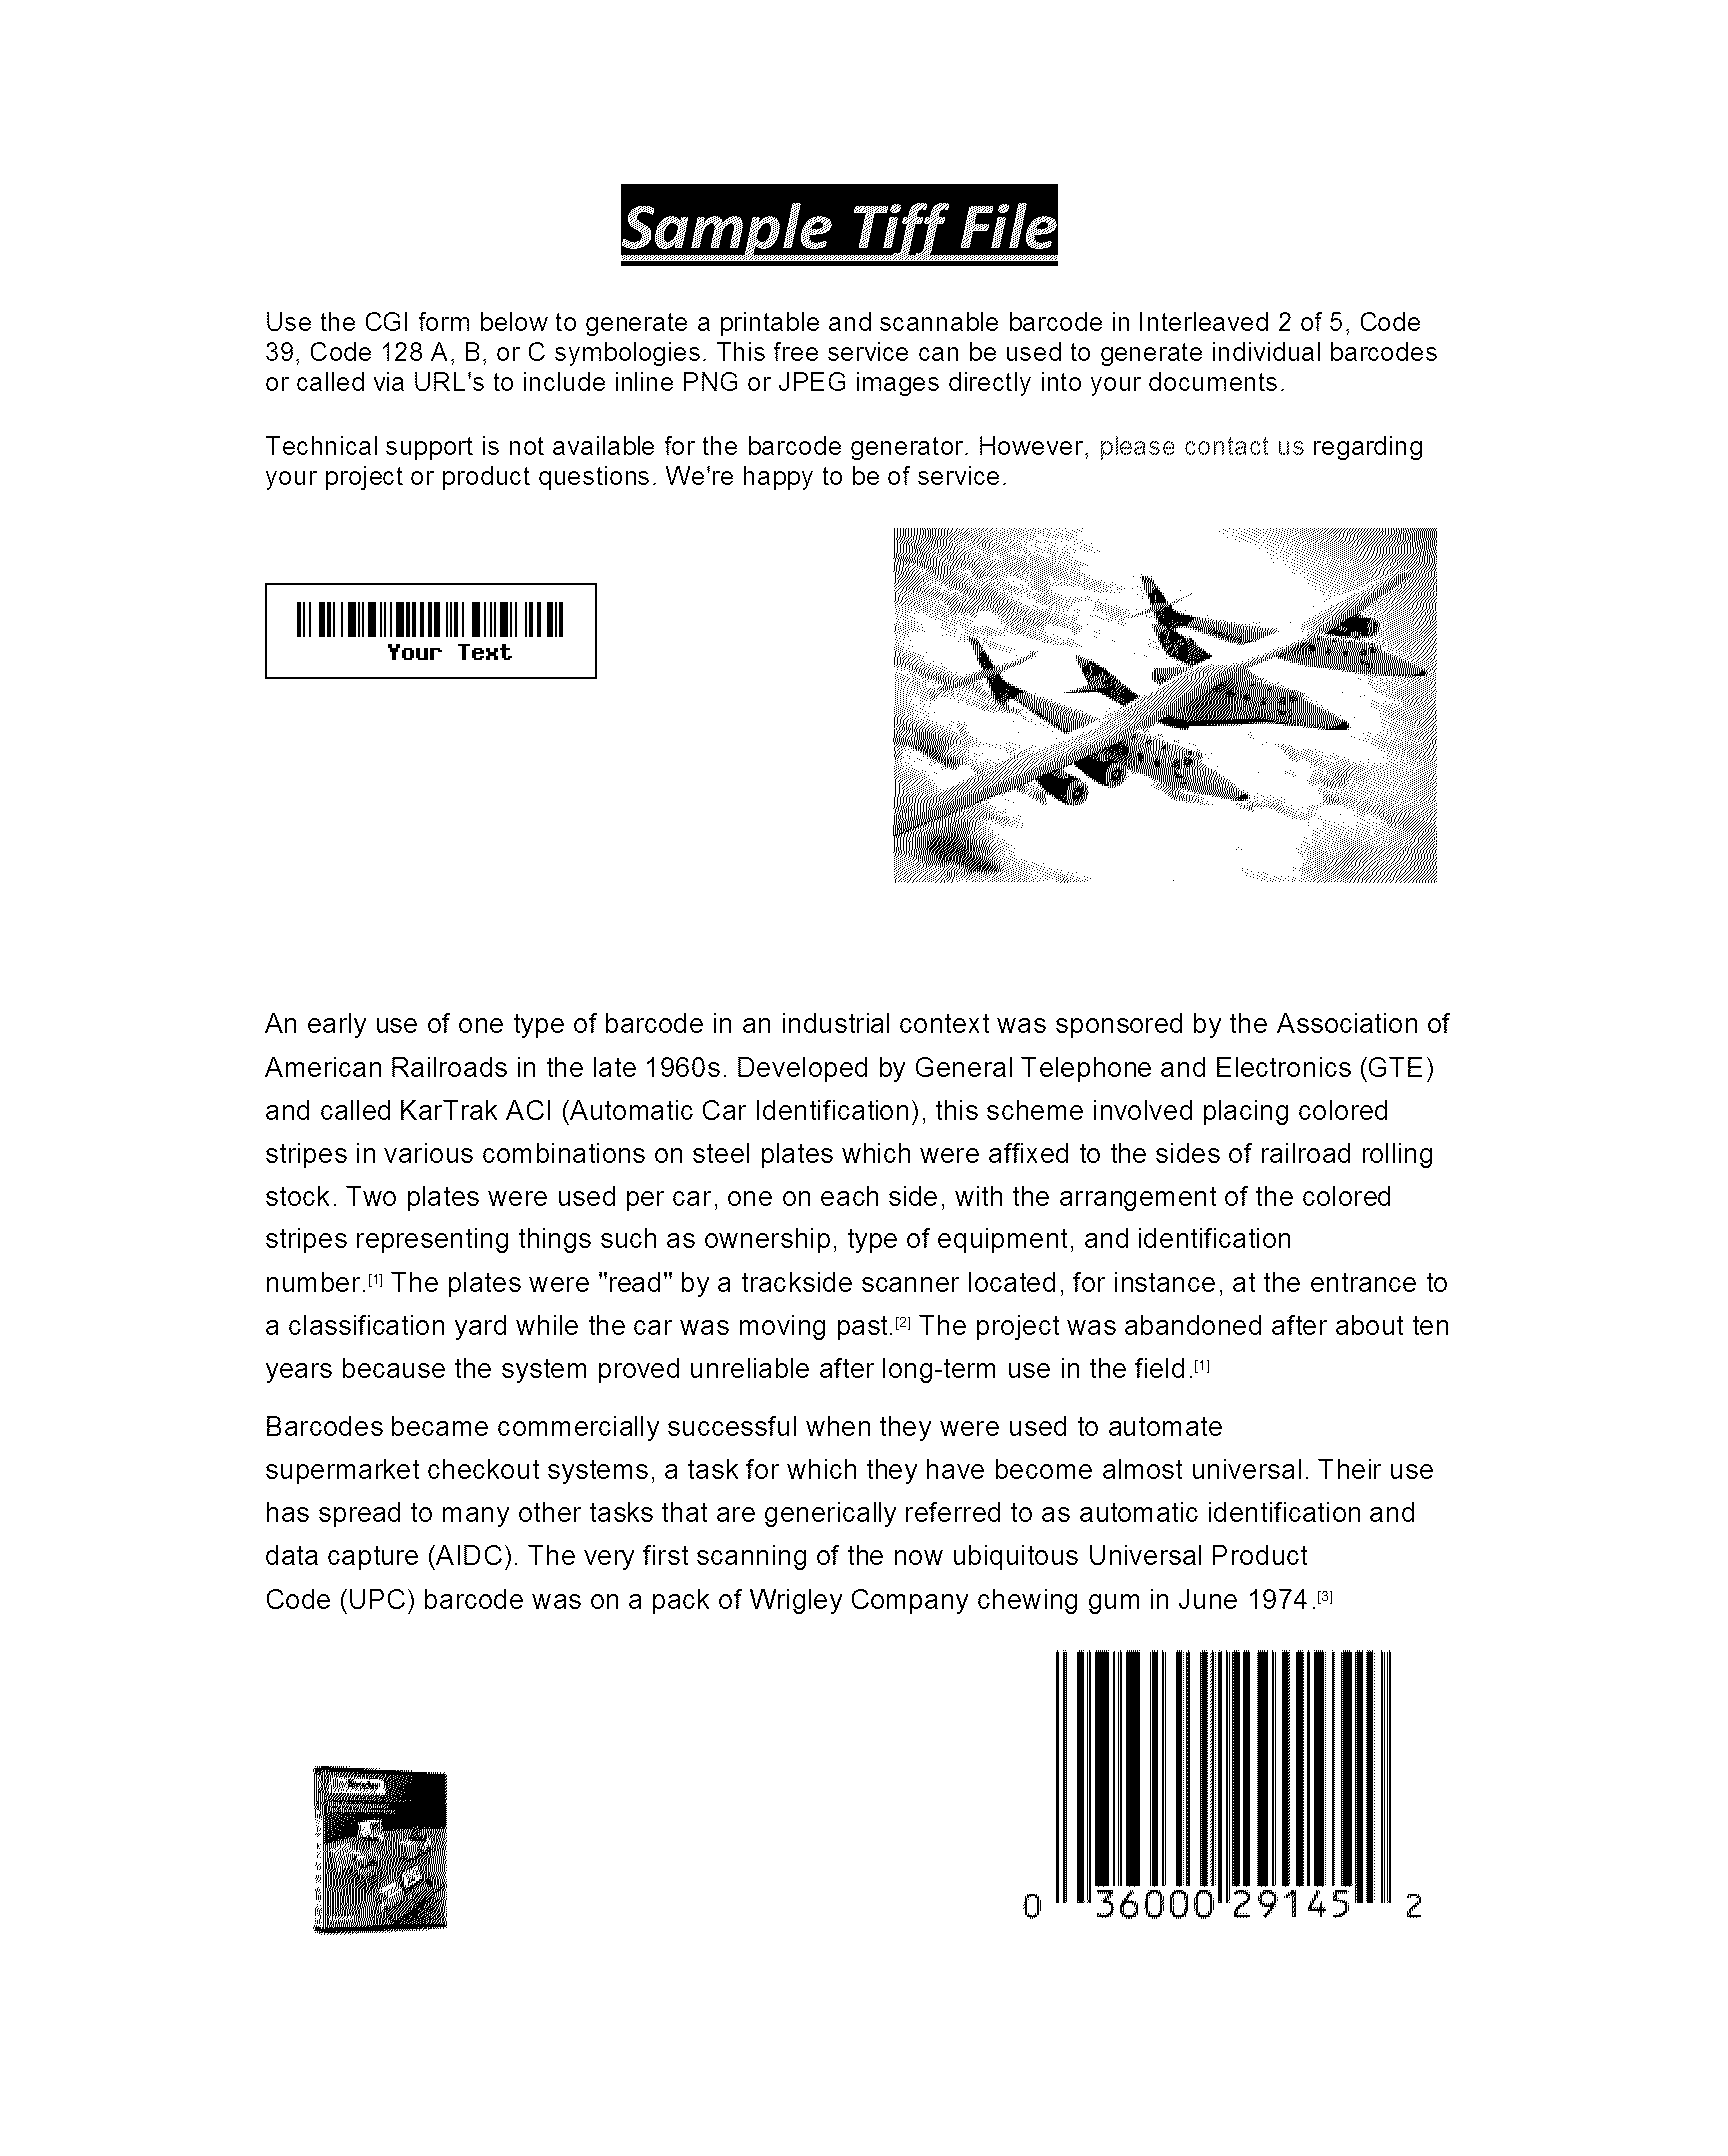 Sample Tiff File
Use the CGI form below to generate a printable and scannable barcode in Interleaved 2 of 5, Code
39, Code 128 A, B, or C symbologies. This free service can be used to generate individual barcodes
or called via URL's to include inline PNG or JPEG images directly into your documents.
Technical support is not available for the barcode generator. However, please contact us regarding
your project or product questions. We're happy to be of service.
Your Text
An early use of one type of barcode in an industrial context was sponsored by the Association of
American Railroads in the late 1960s. Developed by General Telephone and Electronics (GTE)
and called KarTrak ACI (Automatic Car Identification), this scheme involved placing colored
stripes in various combinations on steel plates which were affixed to the sides of railroad rolling
stock. Two plates were used per car, one on each side, with the arrangement of the colored
stripes representing things such as ownership, type of equipment, and identification
number.[1] The plates were "read" by a trackside scanner located, for instance, at the entrance to
a classification yard while the car was moving past.[2] The project was abandoned after about ten
years because the system proved unreliable after long-term use in the field.[1]
Barcodes became commercially successful when they were used to automate
supermarket checkout systems, a task for which they have become almost universal. Their use
has spread to many other tasks that are generically referred to as automatic identification and
data capture (AIDC). The very first scanning of the now ubiquitous Universal Product
Code (UPC) barcode was on a pack of Wrigley Company chewing gum in June 1974.[3]
0 36000 29145 2